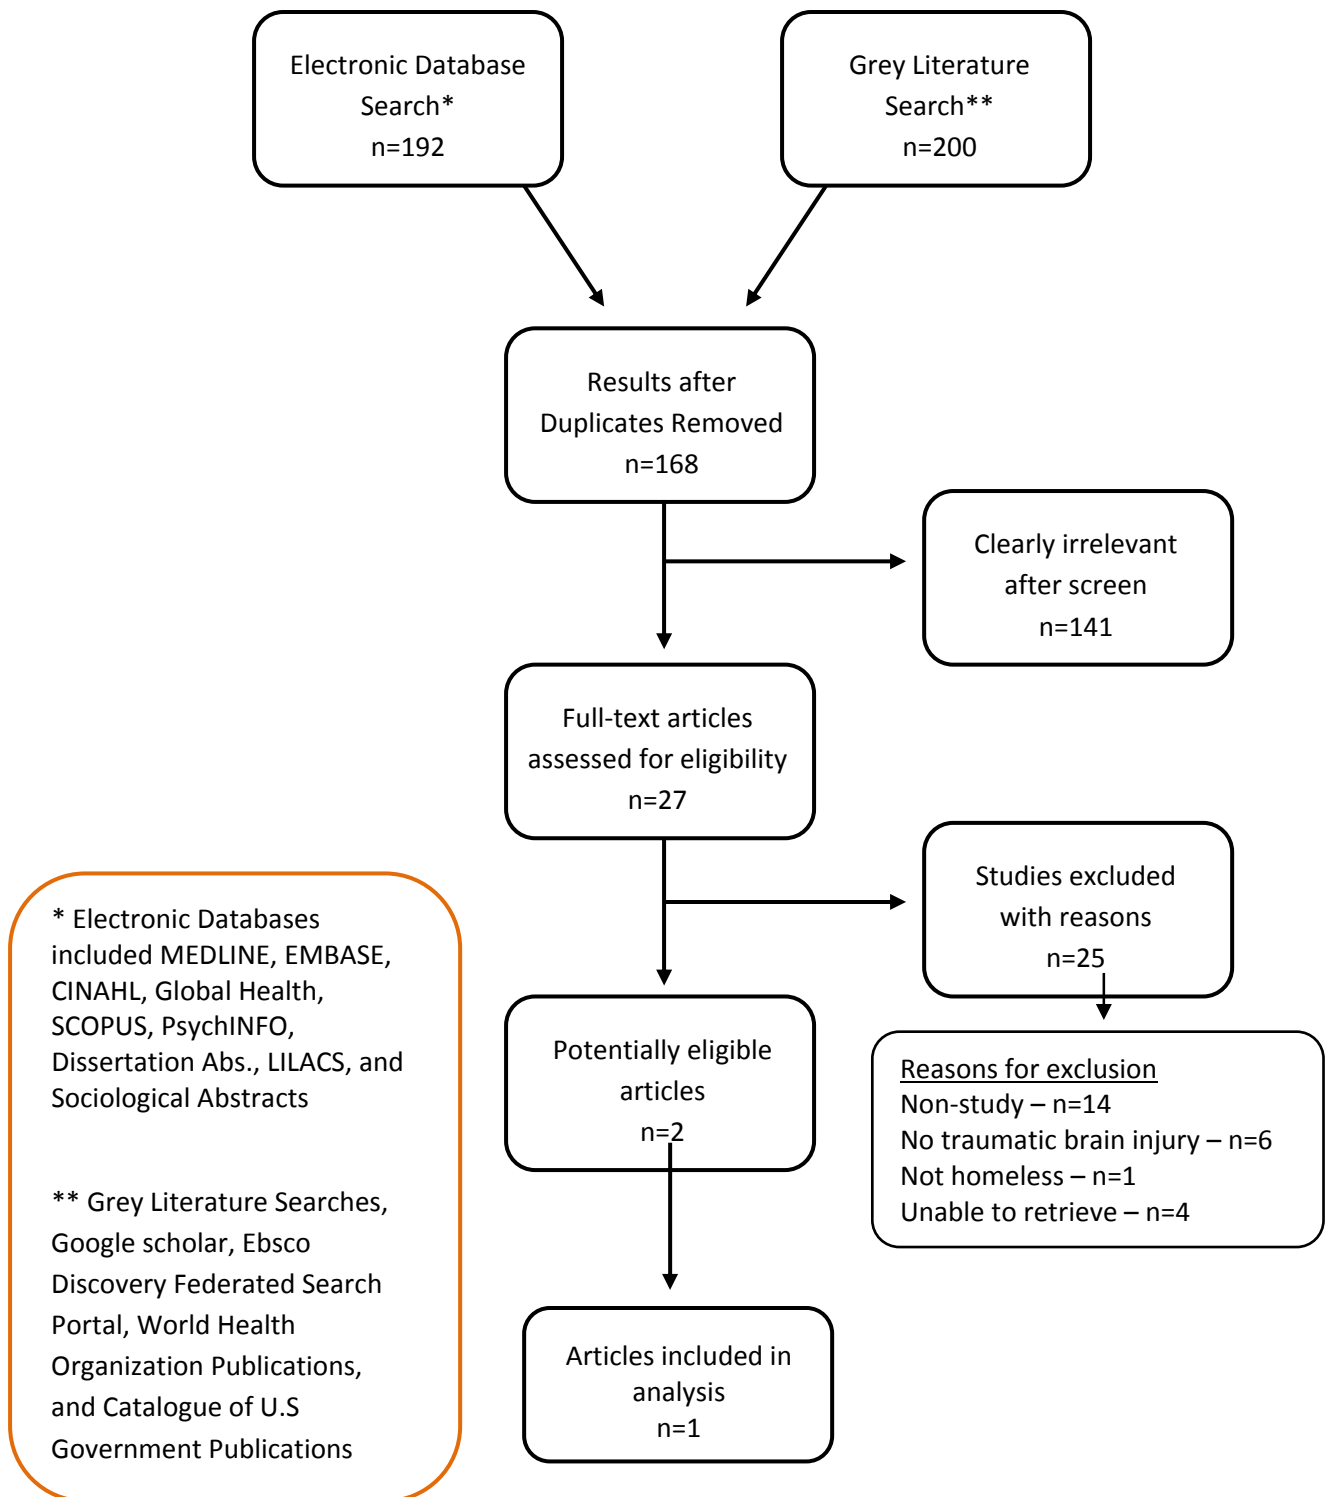 Electronic Database
Search*
n=192
Grey Literature
Search**
n=200
Results after
Duplicates Removed
n=168
Clearly irrelevant
after screen
n=141
Full-text articles
assessed for eligibility
n=27
Studies excluded
with reasons
n=25
Reasons for exclusion
Non-study – n=14
No traumatic brain injury – n=6
Not homeless – n=1
Unable to retrieve – n=4
Potentially eligible
articles
n=2
Articles included in
analysis
n=1
* Electronic Databases
included MEDLINE, EMBASE,
CINAHL, Global Health,
SCOPUS, PsychINFO,
Dissertation Abs., LILACS, and
Sociological Abstracts
** Grey Literature Searches,
Google scholar, Ebsco
Discovery Federated Search
Portal, World Health
Organization Publications,
and Catalogue of U.S
Government Publications